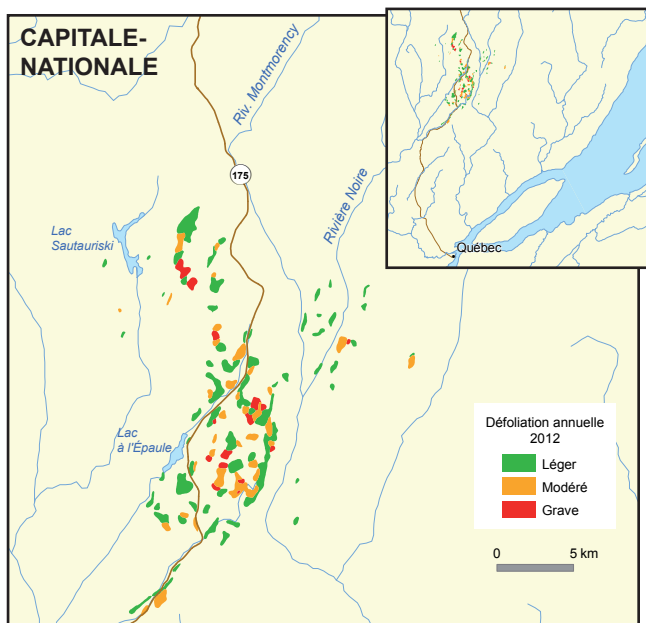 CAPITALE-
NATIONALE
Riv. Montmorency
175
Rivière Noire
Québec
Lac
Sautauriski
Lac
à l'Épaule
Défoliation annuelle
2012
Léger
Modéré
Grave
0 5 km